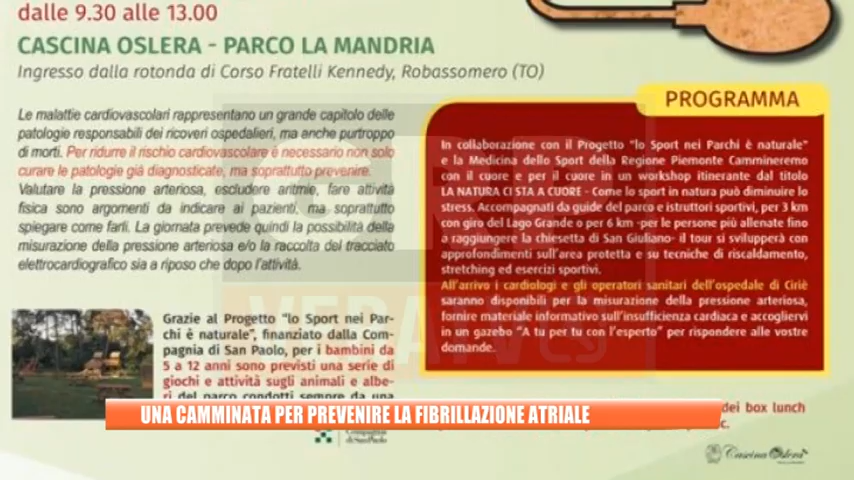 dalle 9.30 alle 13.00
CASCINA OSLERA - PARCO LA MANDRIA
Ingresso dalla rotonda di Corso Fratelli Kennedy, Robassomero (TO)
Le malattie cardiovascolari rappresentano un grande capitolo delle
patologie responsabili dei ricoveri ospedalieri, ma anche purtroppo
di morti. Per ridurre il rischio cardiovascolare è necessario non solo
curare le patologie già diagnosticate, ma soprattutto prevenire.
Valutare la pressione arteriosa, escludere aritmie, fare attività
fisica sono argomenti da indicare ai pazienti, ma soprattutto
spiegare come farli. La giornata prevede quindi la possibilità della
misurazione della pressione arteriosa e/o la raccolta del tracciato
elettrocardiografico sia a riposo che dopo l'attività.
Grazie al Progetto "lo Sport nei Par-
chi è naturale", finanziato dalla Com-
pagnia di San Paolo, per i bambini da
5 a 12 anni sono previsti una serie di
giochi e attività sugli animali e albe-
ri del parco condotti sempre da una
PROGRAMMA
In collaborazione con il Progetto "lo Sport nei Parchi è naturale"
e la Medicina dello Sport della Regione Piemonte Cammineremo
con il cuore e per il cuore in un workshop itinerante dal titolo
LA NATURA CI STA A CUORE - Come lo sport in natura può diminuire lo
stress. Accompagnati da guide del parco e istruttori sportivi, per 3 km
con giro del Lago Grande o per 6 km -per le persone più allenate fino
a raggiungere la chiesetta di San Giuliano- il tour si svilupperà con
approfondimenti sull'area protetta e su tecniche di riscaldamento,
stretching ed esercizi sportivi.
All'arrivo i cardiologi e gli operatori sanitari dell'ospedale di Ciriè
saranno disponibili per la misurazione della pressione arteriosa,
fornire materiale informativo sull'insufficienza cardiaca e accogliervi
in un gazebo "A tu per tu con l'esperto" per rispondere alle vostre
domande.
dei box lunch
UNA CAMMINATA PER PREVENIRE LA FIBRILLAZIONE ATRIALE
Compagnia
di San Paolo
Cascina Oslera